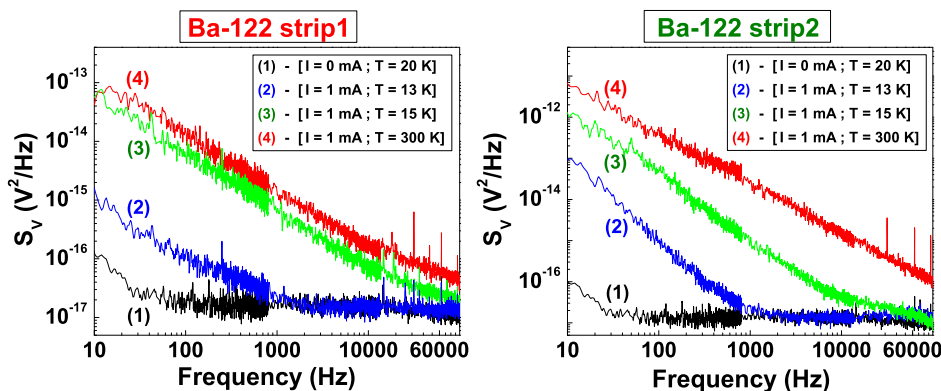 Ba-122 strip1
S_V (V²/Hz)
10⁻¹³
10⁻¹⁴
10⁻¹⁵
10⁻¹⁶
10⁻¹⁷
(1) - [I = 0 mA ; T = 20 K]
(2) - [I = 1 mA ; T = 13 K]
(3) - [I = 1 mA ; T = 15 K]
(4) - [I = 1 mA ; T = 300 K]
(4)
(3)
(2)
(1)
10 100 1000 10000 60000
Frequency (Hz)
Ba-122 strip2
S_V (V²/Hz)
10⁻¹²
10⁻¹⁴
10⁻¹⁶
(1) - [I = 0 mA ; T = 20 K]
(2) - [I = 1 mA ; T = 13 K]
(3) - [I = 1 mA ; T = 15 K]
(4) - [I = 1 mA ; T = 300 K]
(4)
(3)
(2)
(1)
10 100 1000 10000 60000
Frequency (Hz)